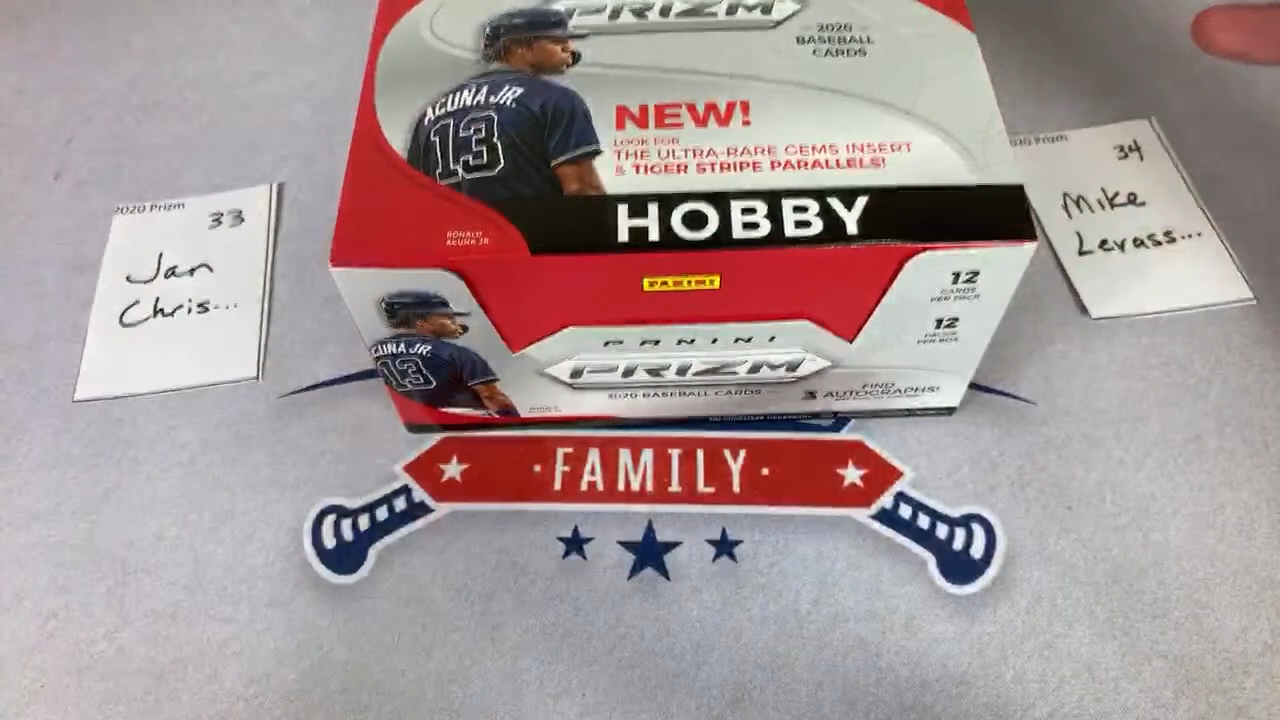 PRIZM
2020
BASEBALL
CARDS
ACUNA JR.
13
NEW!
LOOK FOR
THE ULTRA-RARE GEMS INSERT
& TIGER STRIPE PARALLELS!
HOBBY
RONALD
ACUNA JR.
2020 Prizm
33
Jan
Chris...
2020 Prizm
34
Mike
Levass...
PANINI
12
CARDS
PER PACK
12
PACKS
PER BOX
ACUNA JR.
13
PANINI
PRIZM
2020 BASEBALL CARDS
FIND
3 AUTOGRAPHS!
·FAMILY·